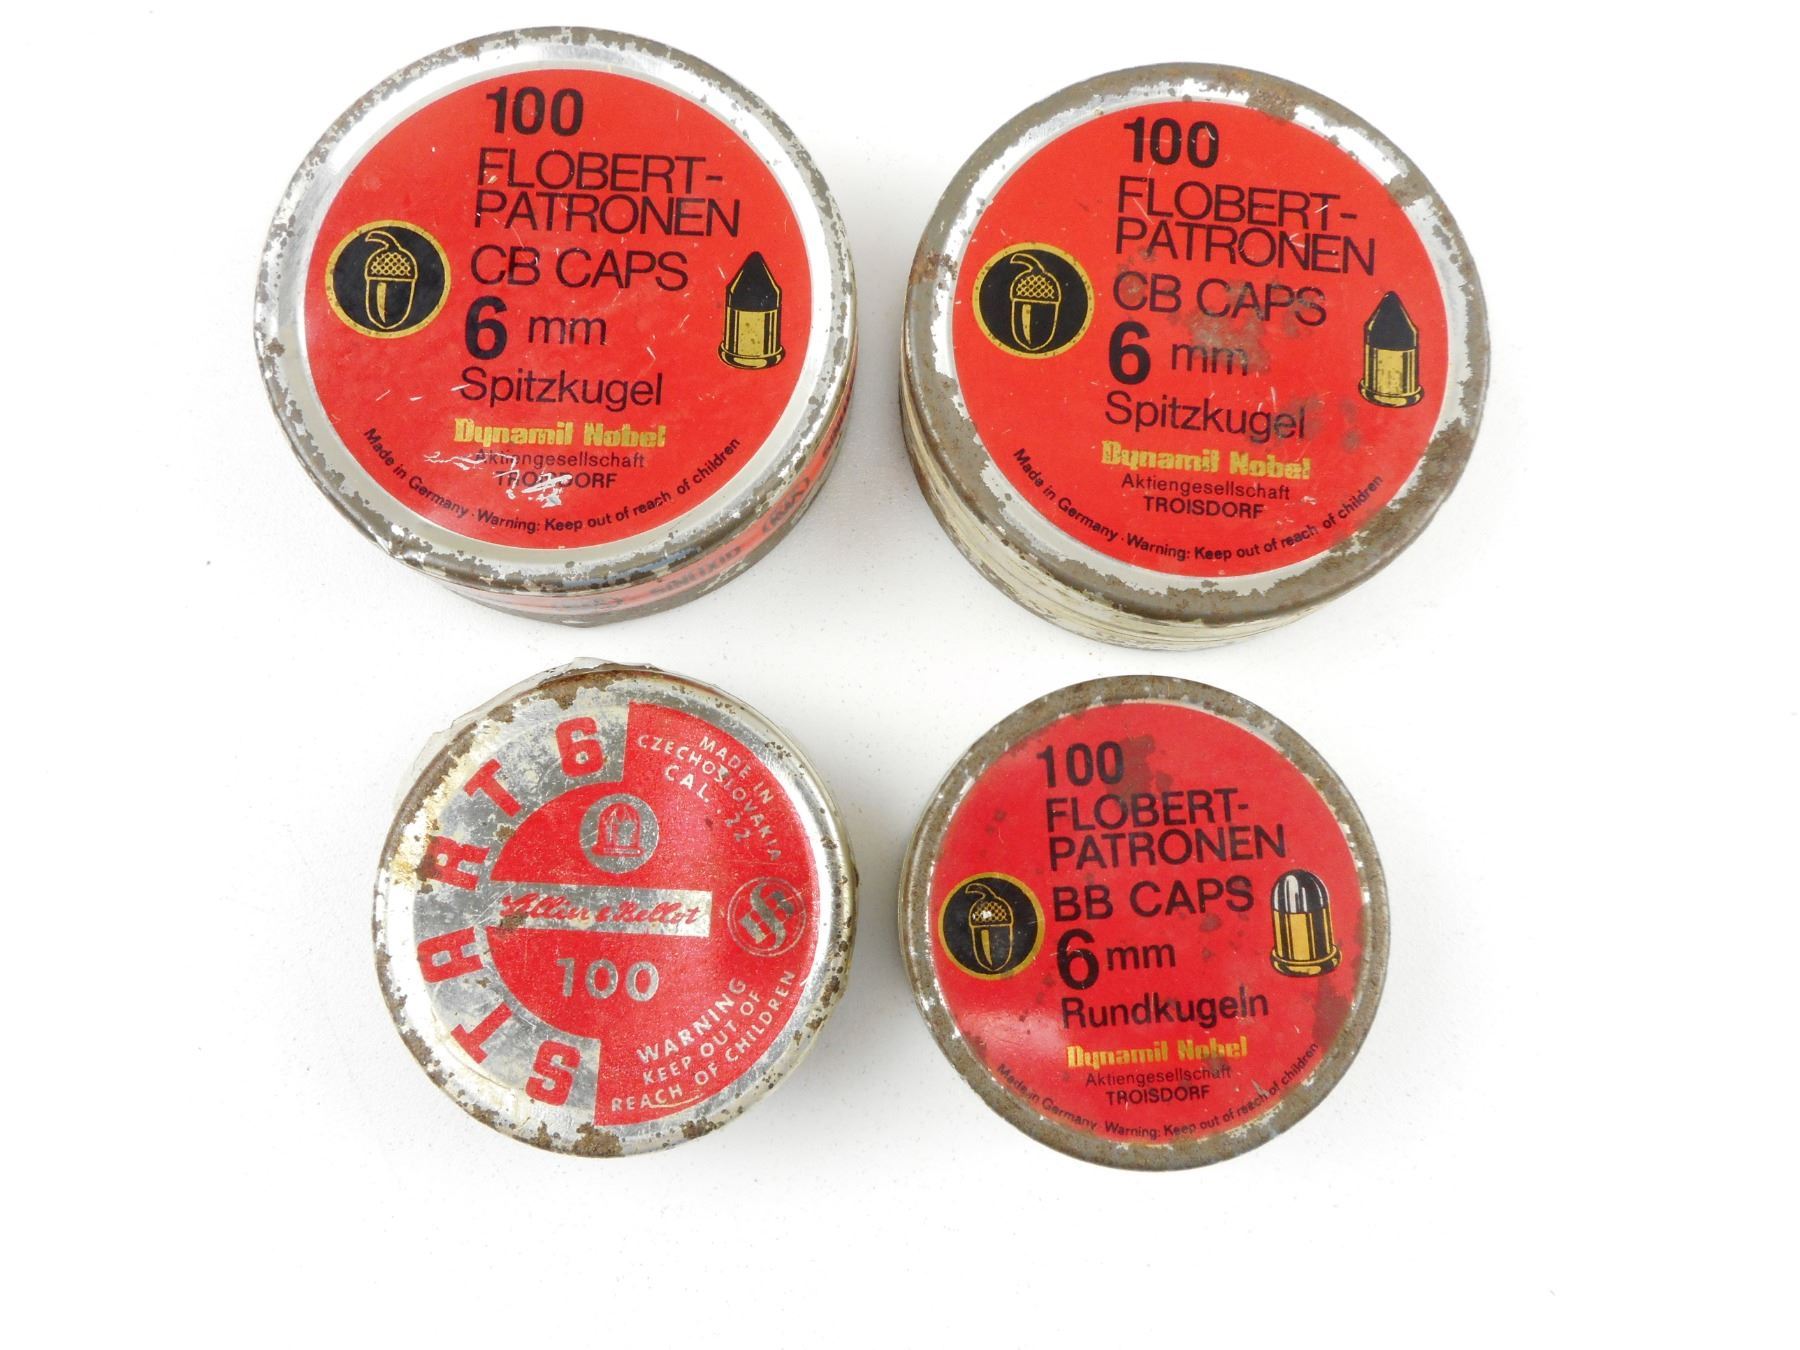 100
FLOBERT-
PATRONEN
CB CAPS
6 mm
Spitzkugel
Dynamit Nobel
Aktiengesellschaft
TROISDORF
Made in Germany · Warning: Keep out of reach of children
100
FLOBERT-
PATRONEN
CB CAPS
6 mm
Spitzkugel
Dynamit Nobel
Aktiengesellschaft
TROISDORF
Made in Germany · Warning: Keep out of reach of children
START 6
MADE IN
CZECHOSLOVAKIA
CAL .22
Sellier & Bellot
100
WARNING
KEEP OUT OF
REACH OF CHILDREN
100
FLOBERT-
PATRONEN
BB CAPS
6 mm
Rundkugeln
Dynamit Nobel
Aktiengesellschaft
TROISDORF
Made in Germany · Warning: Keep out of reach of children